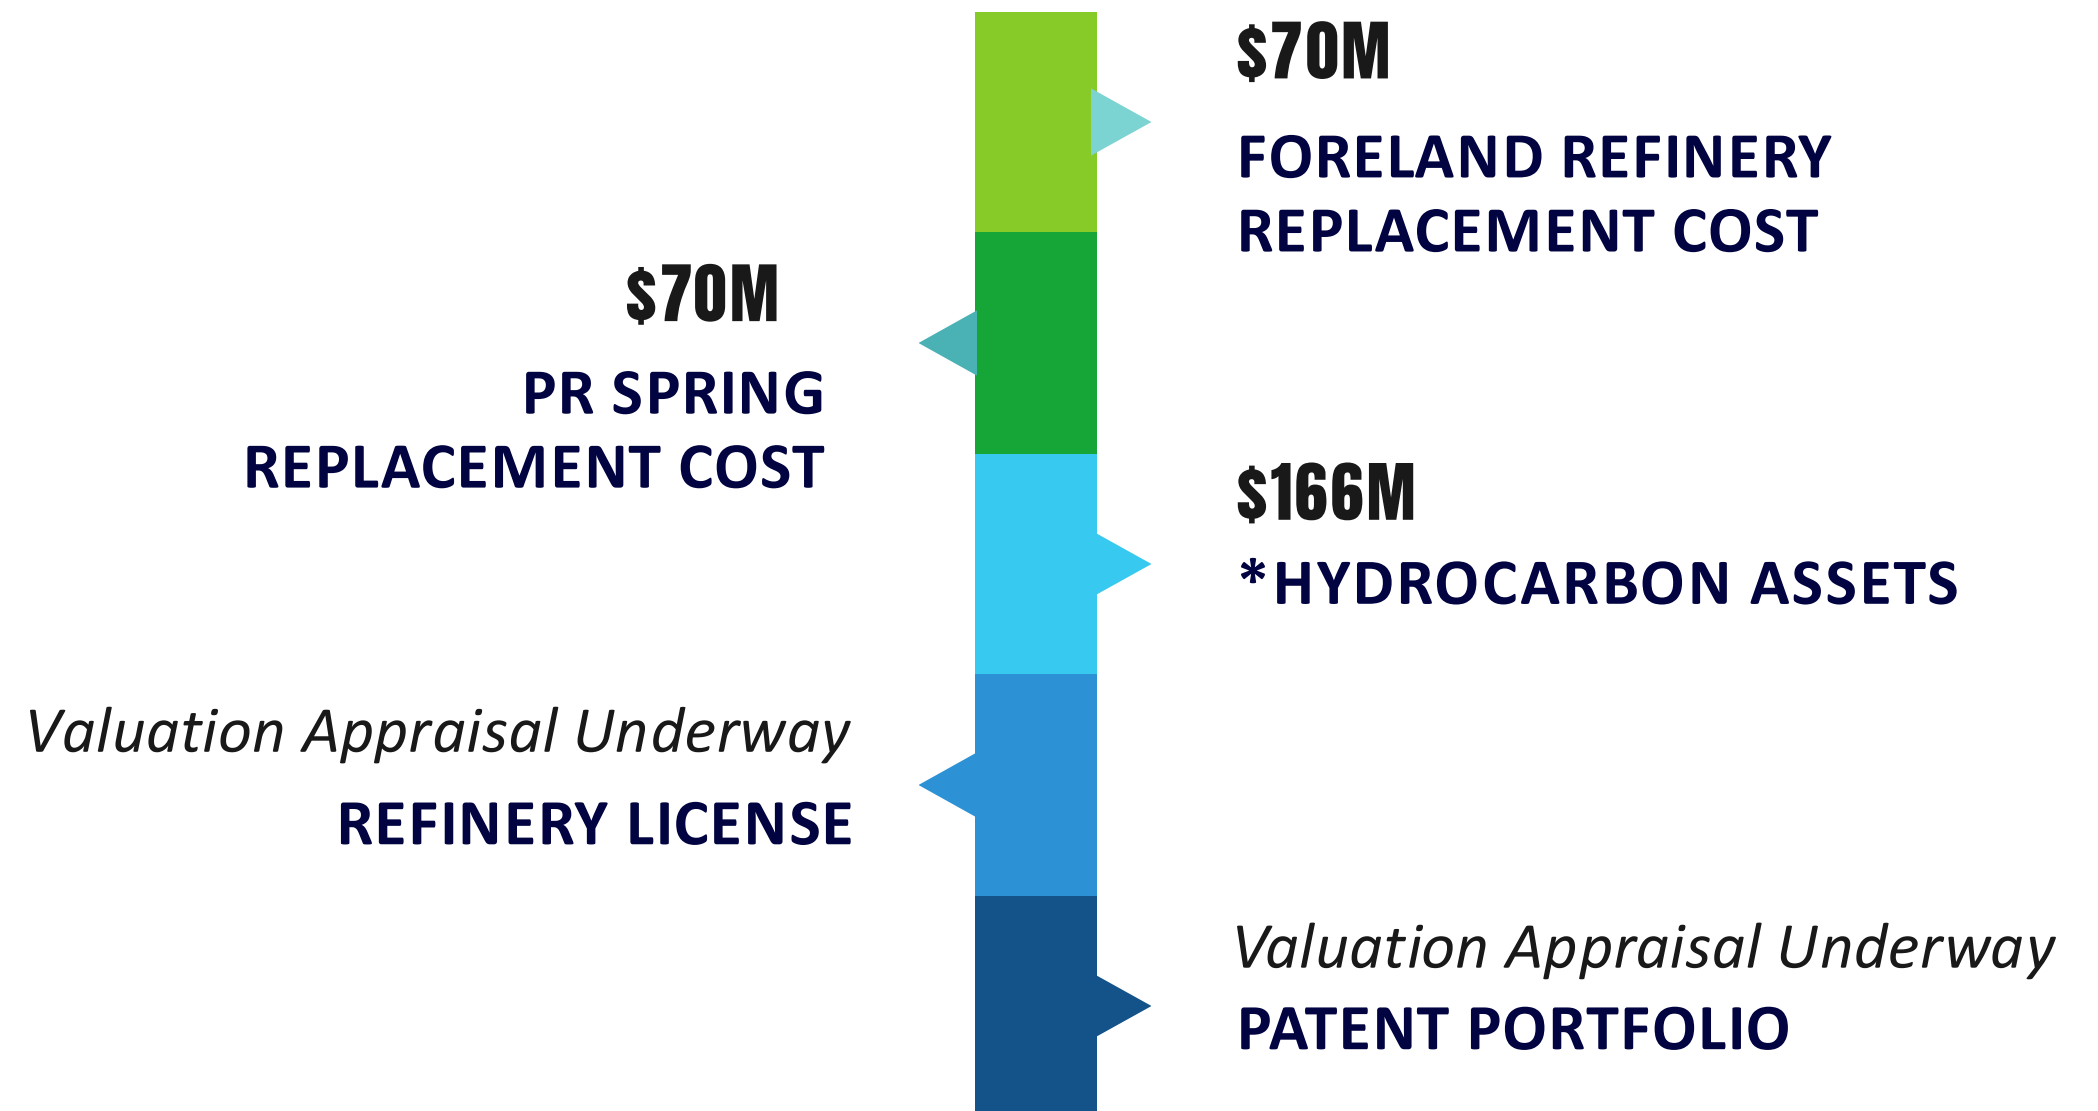 $70M
FORELAND REFINERY
REPLACEMENT COST
$70M
PR SPRING
REPLACEMENT COST
$166M
*HYDROCARBON ASSETS
Valuation Appraisal Underway
REFINERY LICENSE
Valuation Appraisal Underway
PATENT PORTFOLIO